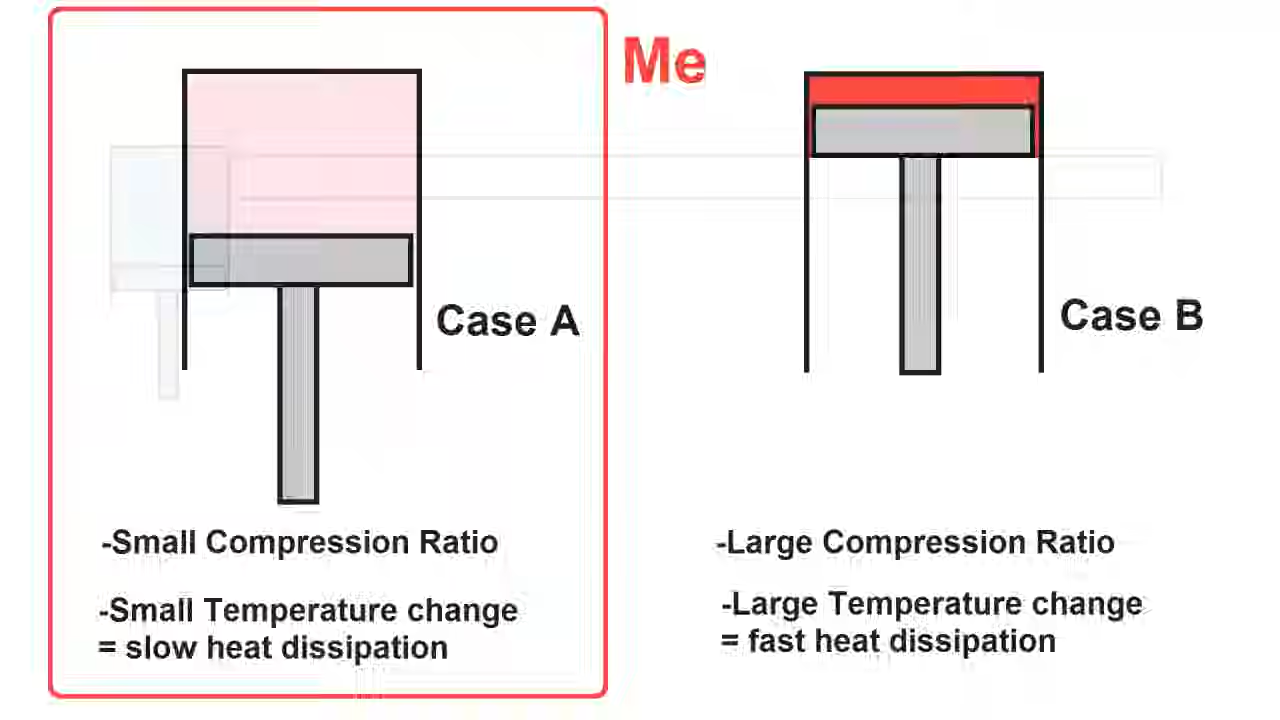 Me
Case A
Case B
-Small Compression Ratio
-Small Temperature change
= slow heat dissipation
-Large Compression Ratio
-Large Temperature change
= fast heat dissipation